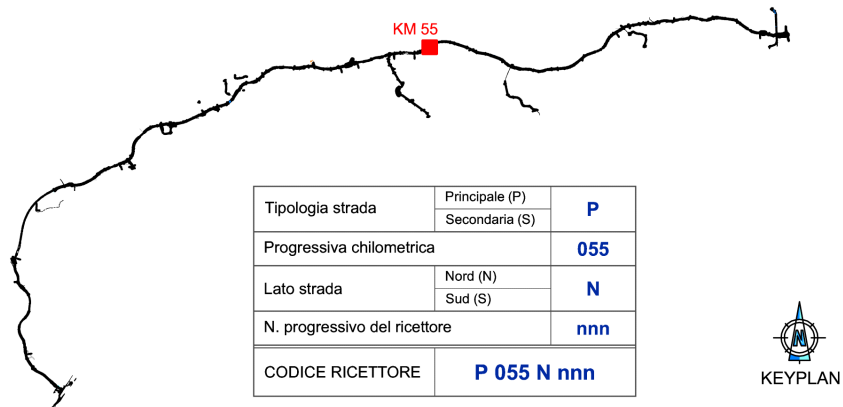 KM 55
Tipologia strada
Principale (P)
Secondaria (S)
P
Progressiva chilometrica
055
Lato strada
Nord (N)
Sud (S)
N
N. progressivo del ricettore
nnn
CODICE RICETTORE
P 055 N nnn
N
KEYPLAN